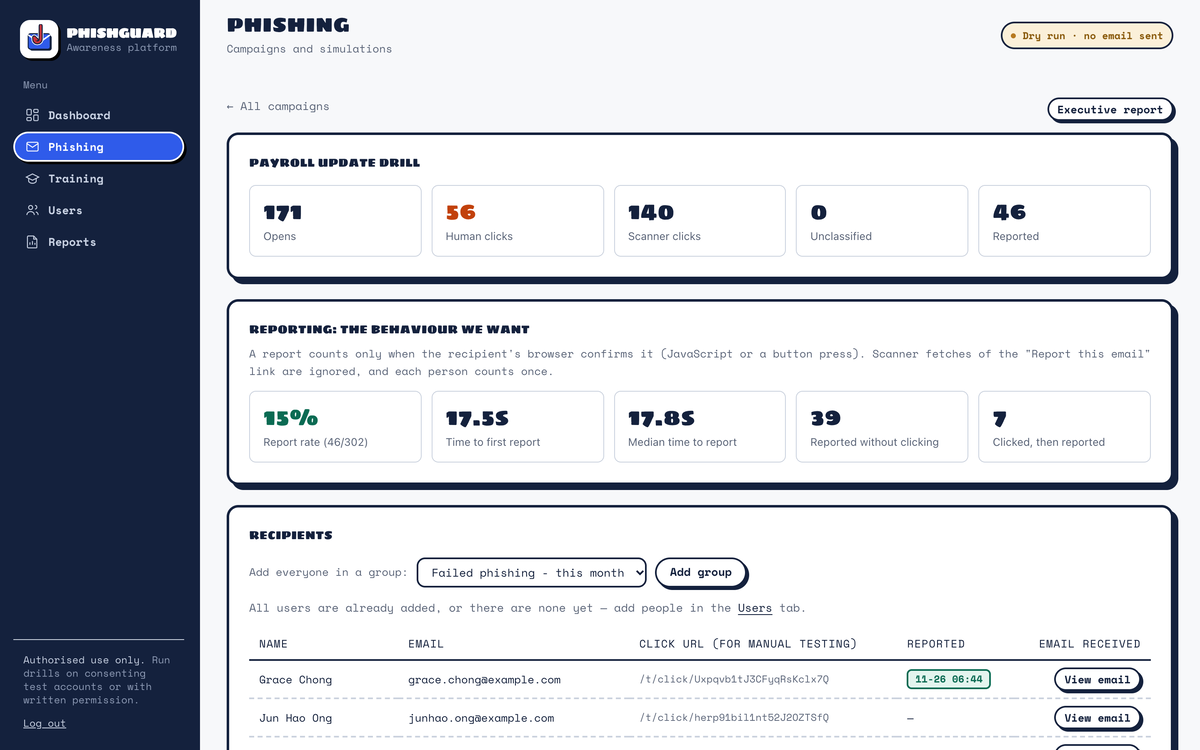 PHISHGUARD
Awareness platform
Menu
Dashboard
Phishing
Training
Users
Reports
Authorised use only. Run
drills on consenting
test accounts or with
written permission.
Log out
PHISHING
Campaigns and simulations
Dry run · no email sent
← All campaigns
Executive report
PAYROLL UPDATE DRILL
171
Opens
56
Human clicks
140
Scanner clicks
0
Unclassified
46
Reported
REPORTING: THE BEHAVIOUR WE WANT
A report counts only when the recipient's browser confirms it (JavaScript or a button press). Scanner fetches of the "Report this email"
link are ignored, and each person counts once.
15%
Report rate (46/302)
17.5S
Time to first report
17.8S
Median time to report
39
Reported without clicking
7
Clicked, then reported
RECIPIENTS
Add everyone in a group: Failed phishing - this month Add group
All users are already added, or there are none yet — add people in the Users tab.
NAME EMAIL CLICK URL (FOR MANUAL TESTING) REPORTED EMAIL RECEIVED
Grace Chong grace.chong@example.com /t/click/Uxpqvb1tJ3CFyqRsKclx7Q 11-26 06:44 View email
Jun Hao Ong junhao.ong@example.com /t/click/herp91bil1nt52J2OZTSfQ — View email